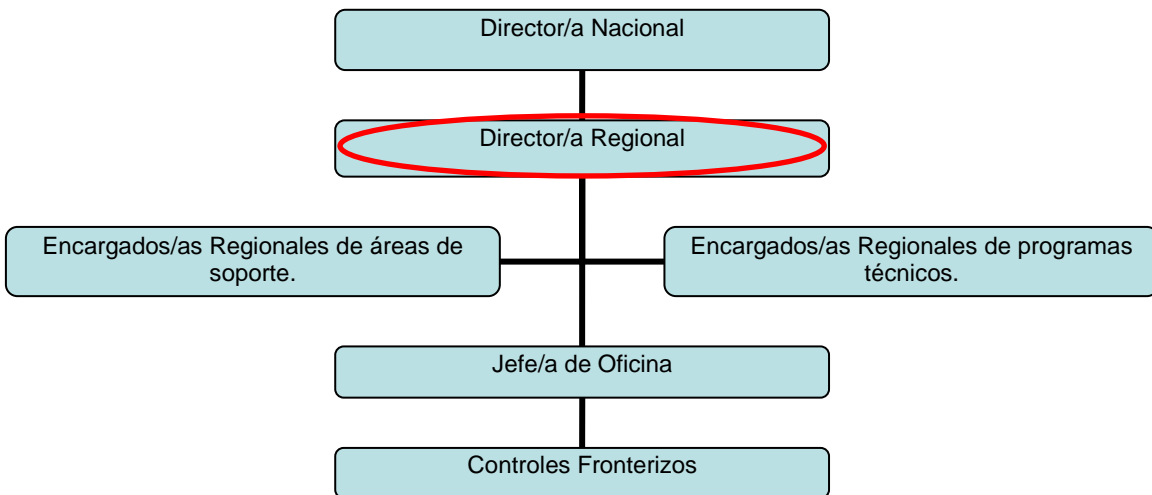 Director/a Nacional
Director/a Regional
Encargados/as Regionales de áreas de
soporte.
Encargados/as Regionales de programas
técnicos.
Jefe/a de Oficina
Controles Fronterizos